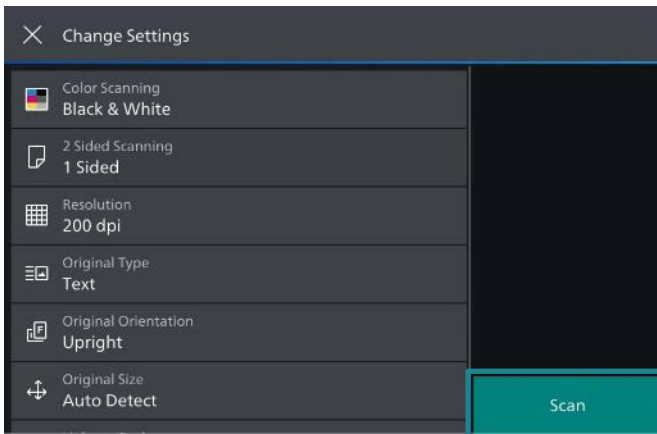 Change Settings
Color Scanning
Black & White
2 Sided Scanning
1 Sided
Resolution
200 dpi
Original Type
Text
Original Orientation
Upright
Original Size
Auto Detect
Scan